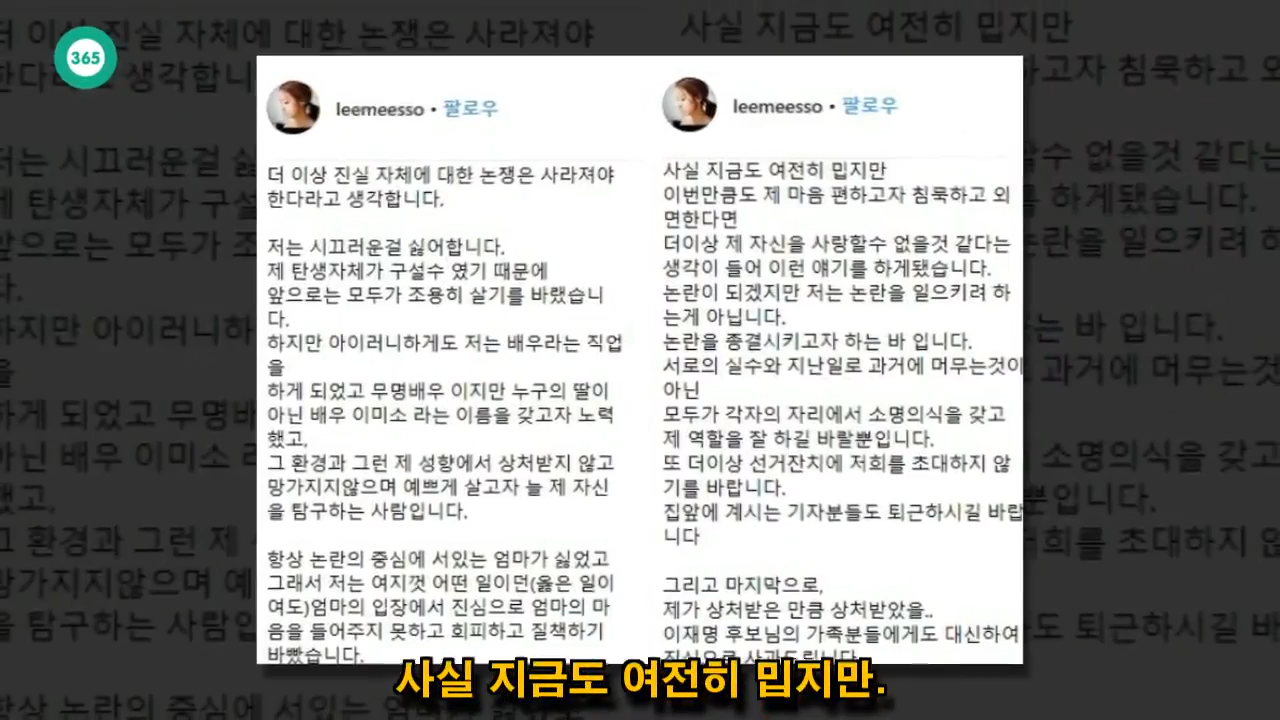 365
leemeesso • 팔로우
더 이상 진실 자체에 대한 논쟁은 사라져야
한다라고 생각합니다.
저는 시끄러운걸 싫어합니다.
제 탄생자체가 구설수 였기 때문에
앞으로는 모두가 조용히 살기를 바랬습니
다.
하지만 아이러니하게도 저는 배우라는 직업
을
하게 되었고 무명배우 이지만 누구의 딸이
아닌 배우 이미소 라는 이름을 갖고자 노력
했고,
그 환경과 그런 제 성향에서 상처받지 않고
망가지지않으며 예쁘게 살고자 늘 제 자신
을 탐구하는 사람입니다.
항상 논란의 중심에 서있는 엄마가 싫었고
그래서 저는 여지껏 어떤 일이던(옳은 일이
여도)엄마의 입장에서 진심으로 엄마의 마
음을 들어주지 못하고 회피하고 질책하기
바빴습니다.
leemeesso • 팔로우
사실 지금도 여전히 밉지만
이번만큼도 제 마음 편하고자 침묵하고 외
면한다면
더이상 제 자신을 사랑할수 없을것 같다는
생각이 들어 이런 얘기를 하게됐습니다.
논란이 되겠지만 저는 논란을 일으키려 하
는게 아닙니다.
논란을 종결시키고자 하는 바 입니다.
서로의 실수와 지난일로 과거에 머무는것이
아닌
모두가 각자의 자리에서 소명의식을 갖고
제 역할을 잘 하길 바랄뿐입니다.
또 더이상 선거잔치에 저희를 초대하지 않
기를 바랍니다.
집앞에 계시는 기자분들도 퇴근하시길 바랍
니다
그리고 마지막으로,
제가 상처받은 만큼 상처받았을..
이재명 후보님의 가족분들에게도 대신하여
진심으로 사과드립니다
사실 지금도 여전히 밉지만.